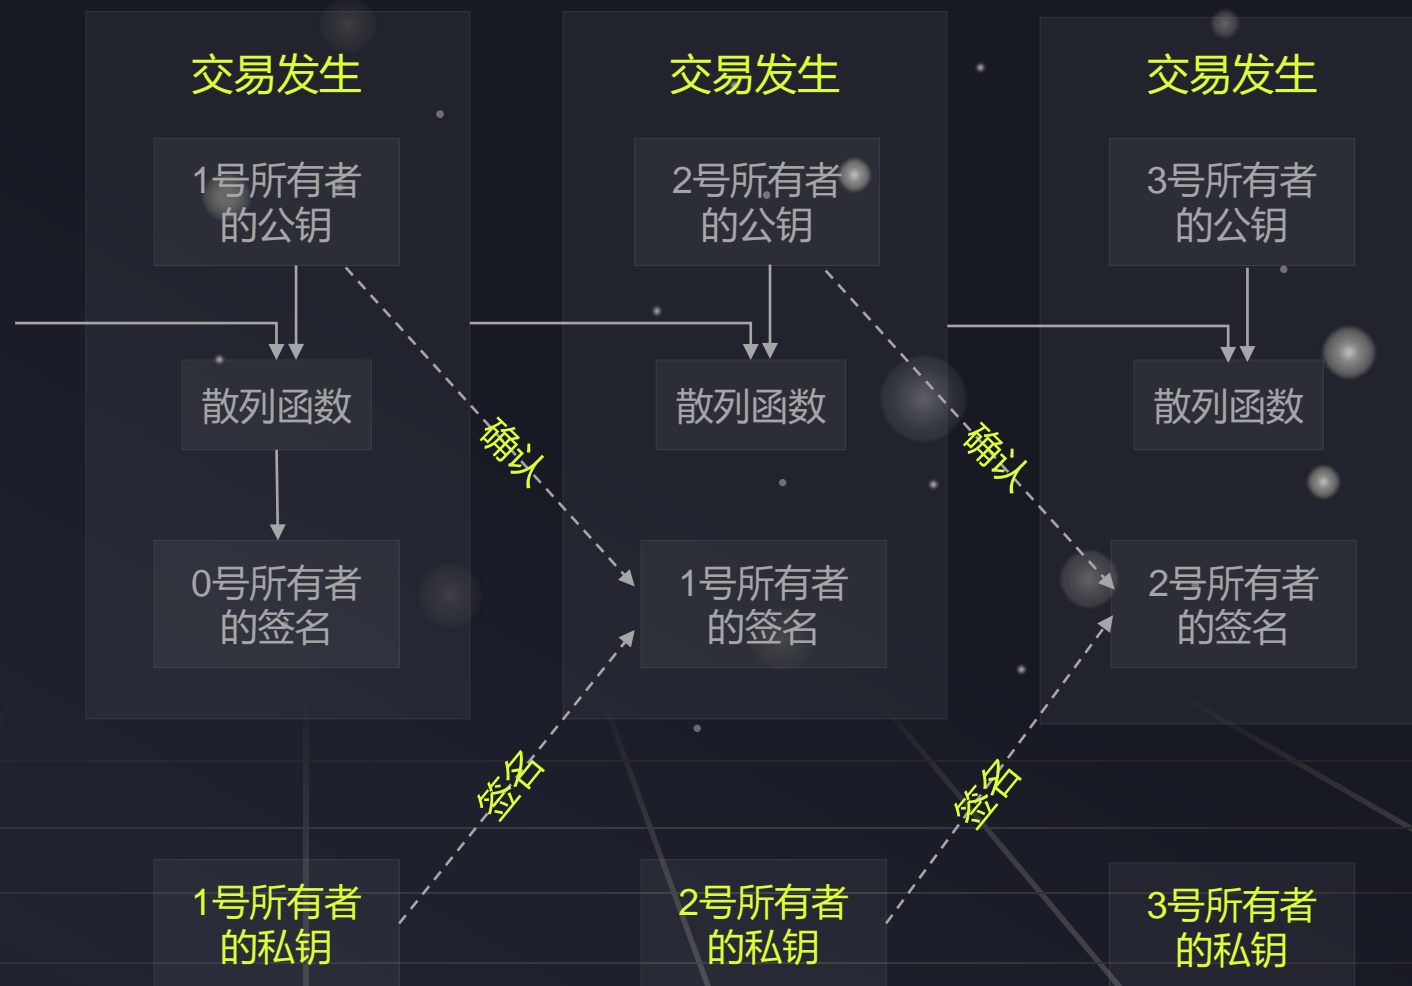 交易发生
交易发生
交易发生
1号所有者
的公钥
2号所有者
的公钥
3号所有者
的公钥
散列函数
散列函数
散列函数
确认
确认
0号所有者
的签名
1号所有者
的签名
2号所有者
的签名
签名
签名
1号所有者
的私钥
2号所有者
的私钥
3号所有者
的私钥